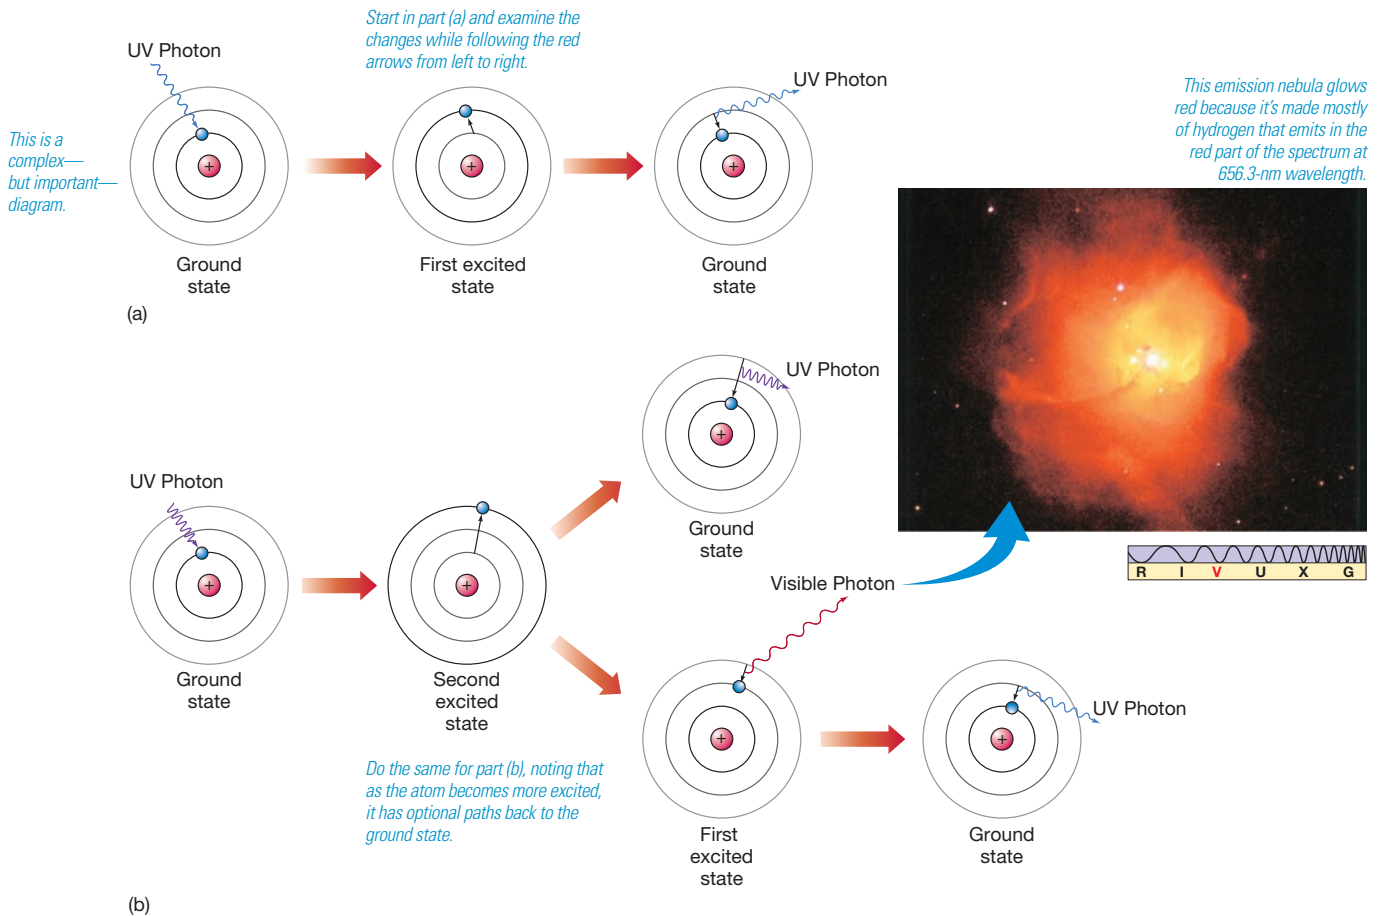 Start in part (a) and examine the
changes while following the red
arrows from left to right.
UV Photon
UV Photon
This is a
complex—
but important—
diagram.
+
+
+
Ground
state
First excited
state
Ground
state
(a)
This emission nebula glows
red because it's made mostly
of hydrogen that emits in the
red part of the spectrum at
656.3-nm wavelength.
R I V U X G
UV Photon
+
Ground
state
UV Photon
+
Ground
state
+
Second
excited
state
Visible Photon
+
First
excited
state
UV Photon
+
Ground
state
Do the same for part (b), noting that
as the atom becomes more excited,
it has optional paths back to the
ground state.
(b)